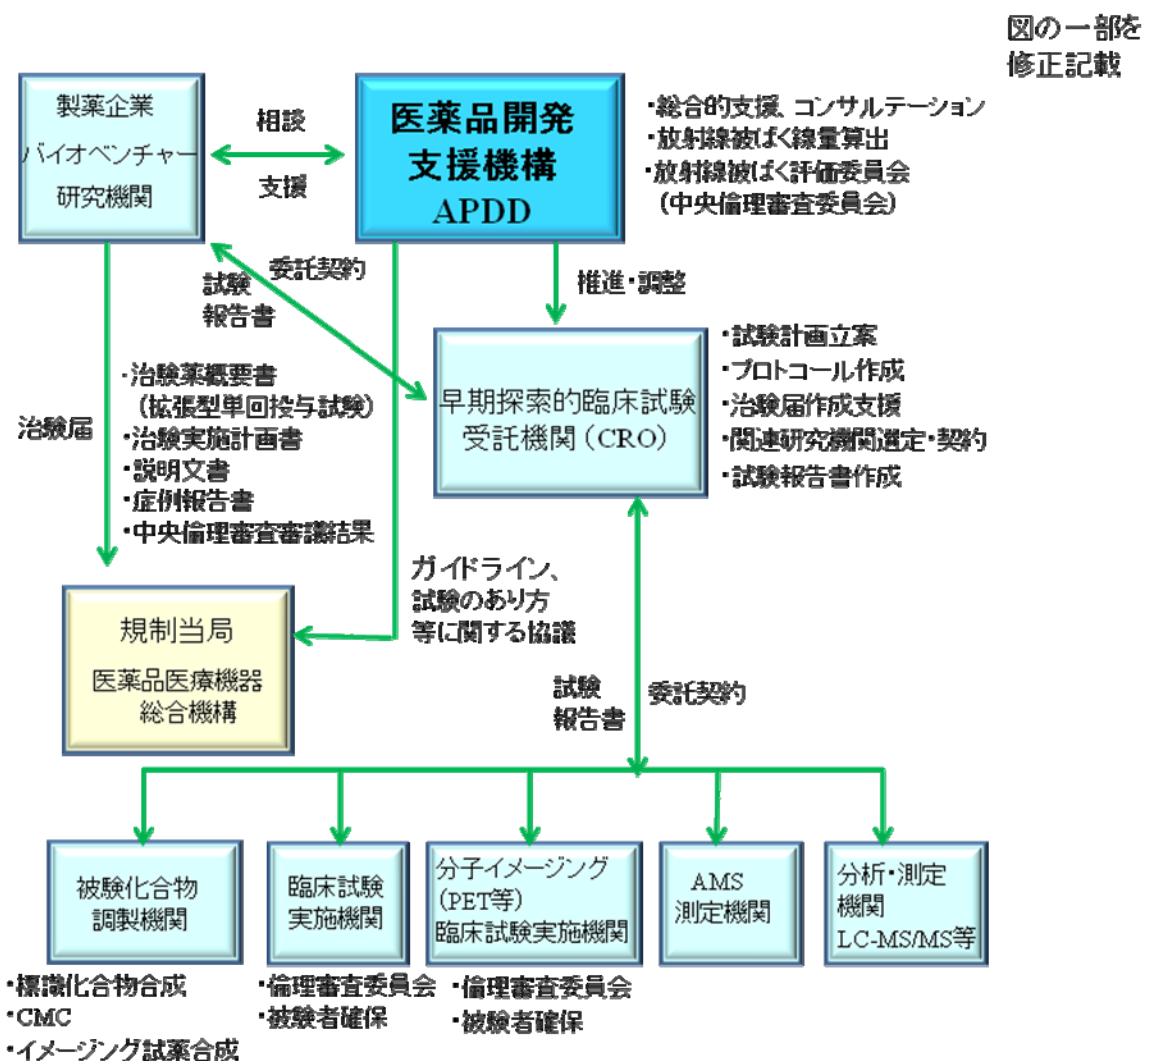 図の一部を
修正記載
製薬企業
バイオベンチャー
研究機関
相談
支援
医薬品開発
支援機構
APDD
・総合的支援、コンサルテーション
・放射線被ばく線量算出
・放射線被ばく評価委員会
(中央倫理審査委員会)
委託契約
試験
報告書
推進・調整
治験届
・治験薬概要書
(拡張型単回投与試験)
・治験実施計画書
・説明文書
・症例報告書
・中央倫理審査審議結果
早期探索的臨床試験
受託機関(CRO)
・試験計画立案
・プロトコール作成
・治験届作成支援
・関連研究機関選定・契約
・試験報告書作成
ガイドライン、
試験のあり方
等に関する協議
規制当局
医薬品医療機器
総合機構
試験
報告書
委託契約
被験化合物
調製機関
臨床試験
実施機関
分子イメージング
(PET等)
臨床試験実施機関
AMS
測定機関
分析・測定
機関
LC-MS/MS等
・標識化合物合成
・CMC
・イメージング試薬合成
・倫理審査委員会
・被験者確保
・倫理審査委員会
・被験者確保